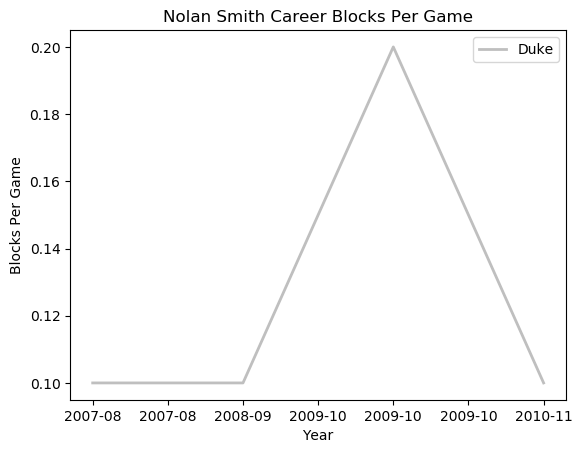 Nolan Smith Career Blocks Per Game
Duke
Blocks Per Game
0.20
0.18
0.16
0.14
0.12
0.10
2007-08 2007-08 2008-09 2009-10 2009-10 2009-10 2010-11
Year